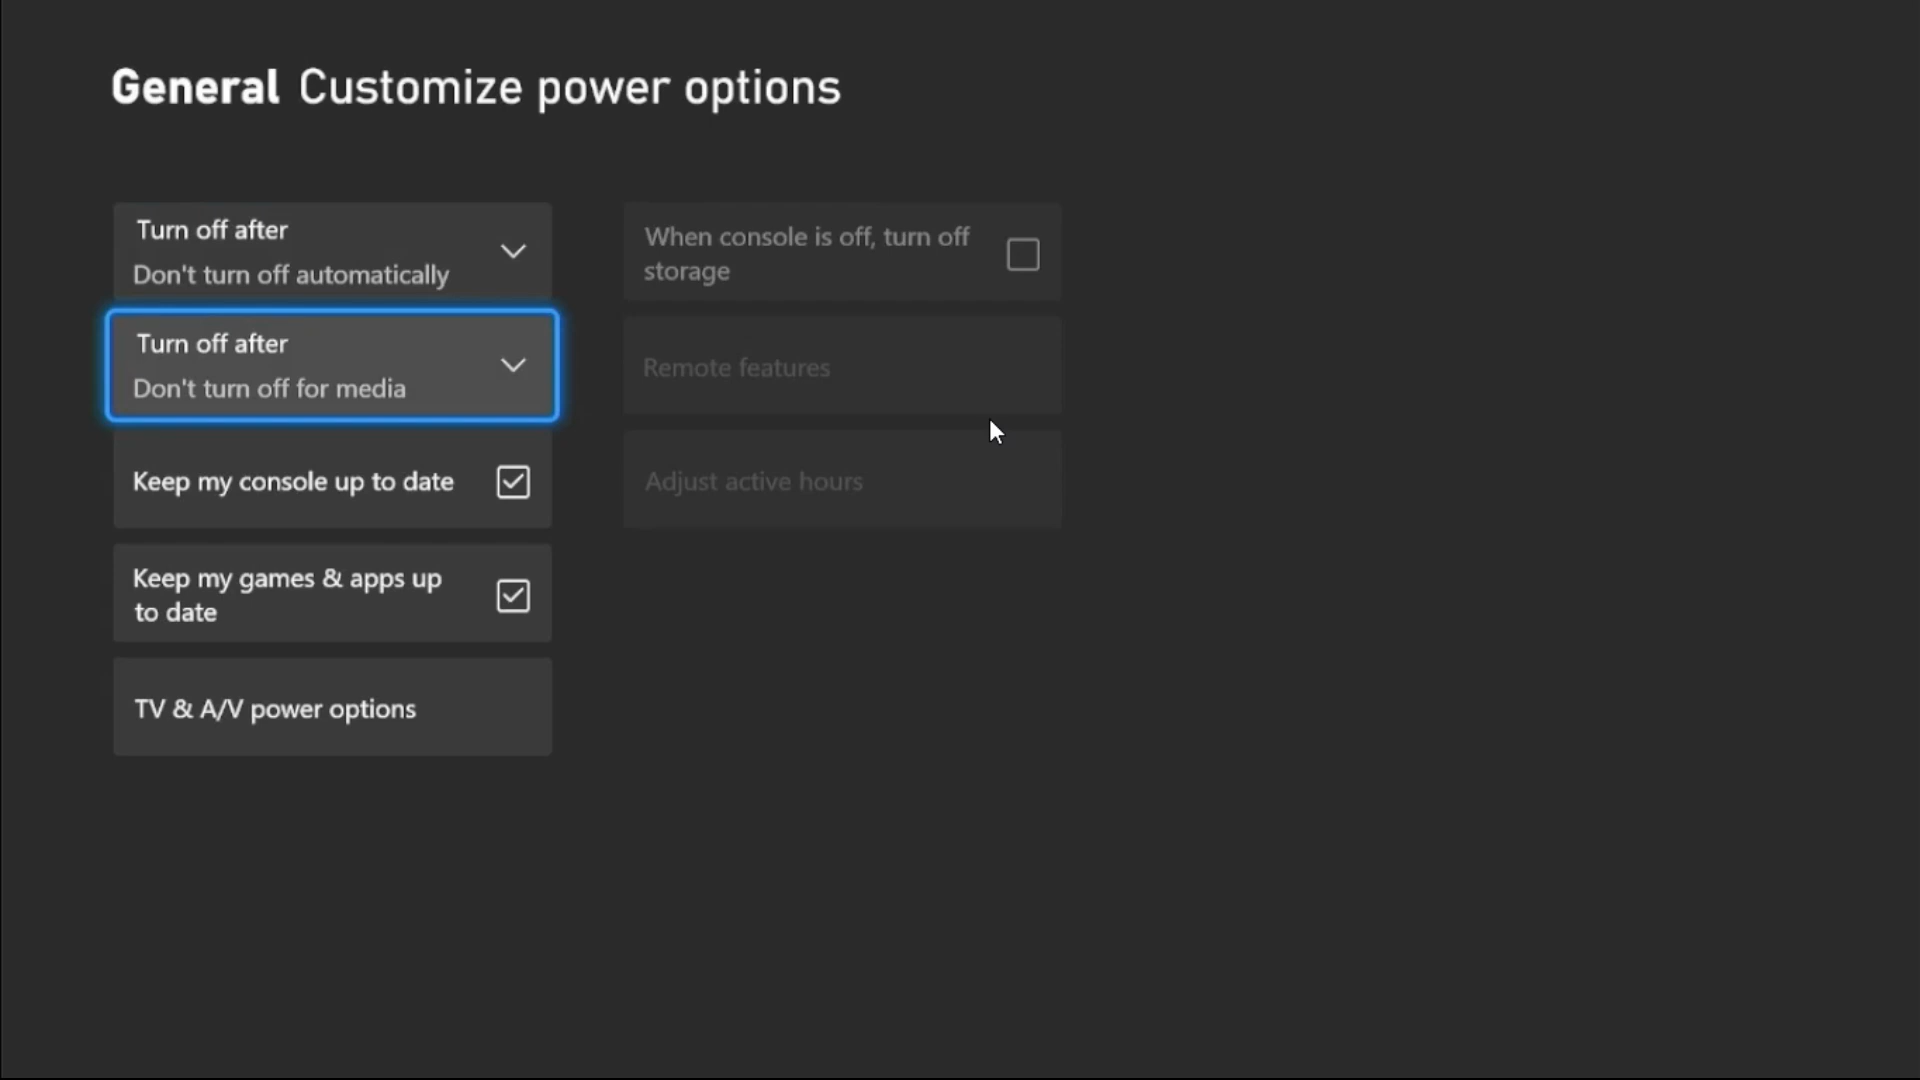 General Customize power options
Turn off after
Don't turn off automatically
Turn off after
Don't turn off for media
Keep my console up to date
Keep my games & apps up
to date
TV & A/V power options
When console is off, turn off
storage
Remote features
Adjust active hours